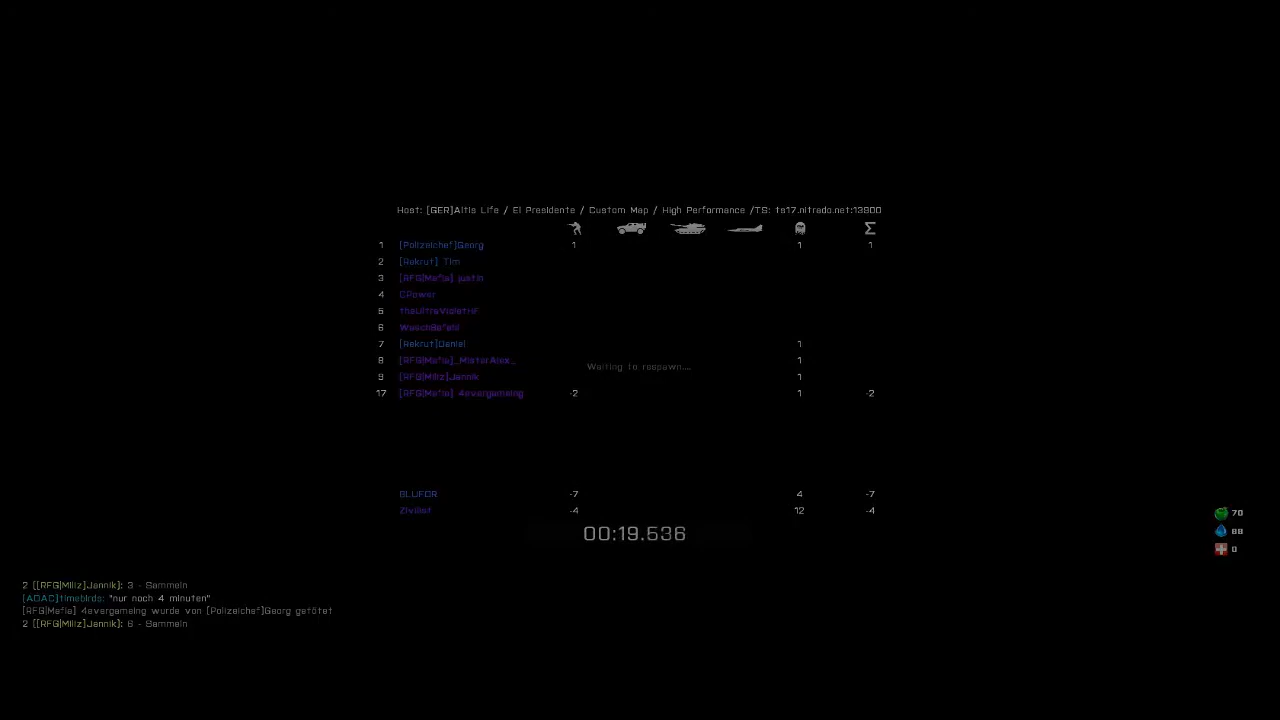 Host: [GER]Altis Life / El Presidente / Custom Map / High Performance /TS: ts17.nitrado.net:13900
Σ
1 [Polizeichef]Georg 1 1 1
2 [Rekrut] Tim
3 [RFG|Mafia] justin
4 CPower
5 theUltraVioletHF
6 WaschBefehl
7 [Rekrut]Daniel 1
8 [RFG|Mafia]_MisterAlex_ 1
Waiting to respawn....
9 [RFG|Miliz]Jannik 1
17 [RFG|Mafia] 4evergameing -2 1 -2
BLUFOR -7 4 -7
Zivilist -4 12 -4
70
88
00:19.536
0
2 ([RFG|Miliz]Jannik): 3 - Sammeln
[ADAC]timebirds: "nur noch 4 minuten"
[RFG|Mafia] 4evergameing wurde von [Polizeichef]Georg getötet
2 ([RFG|Miliz]Jannik): 6 - Sammeln